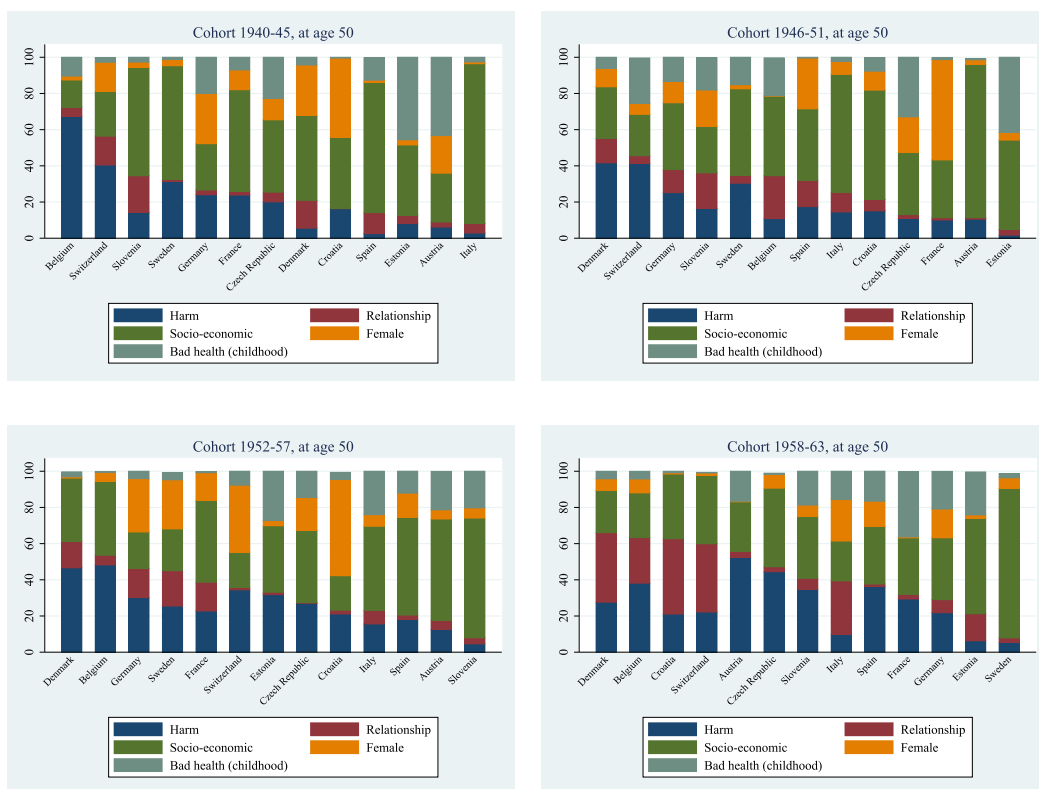 Cohort 1940-45, at age 50
100
80
60
40
20
0
Belgium
Switzerland
Slovenia
Sweden
Germany
France
Czech Republic
Denmark
Croatia
Spain
Estonia
Austria
Italy
Harm Relationship
Socio-economic Female
Bad health (childhood)
Cohort 1946-51, at age 50
100
80
60
40
20
0
Denmark
Switzerland
Germany
Slovenia
Sweden
Belgium
Spain
Italy
Croatia
Czech Republic
France
Austria
Estonia
Harm Relationship
Socio-economic Female
Bad health (childhood)
Cohort 1952-57, at age 50
100
80
60
40
20
0
Denmark
Belgium
Germany
Sweden
France
Switzerland
Estonia
Czech Republic
Croatia
Italy
Spain
Austria
Slovenia
Harm Relationship
Socio-economic Female
Bad health (childhood)
Cohort 1958-63, at age 50
100
80
60
40
20
0
Denmark
Belgium
Croatia
Switzerland
Austria
Czech Republic
Slovenia
Italy
Spain
France
Germany
Estonia
Sweden
Harm Relationship
Socio-economic Female
Bad health (childhood)